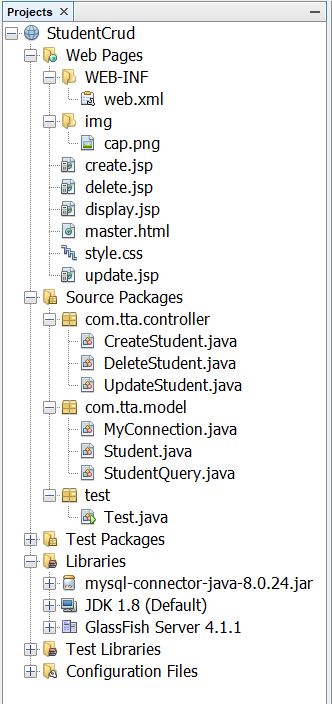 Projects
StudentCrud
Web Pages
WEB-INF
web.xml
img
cap.png
create.jsp
delete.jsp
display.jsp
master.html
style.css
update.jsp
Source Packages
com.tta.controller
CreateStudent.java
DeleteStudent.java
UpdateStudent.java
com.tta.model
MyConnection.java
Student.java
StudentQuery.java
test
Test.java
Test Packages
Libraries
mysql-connector-java-8.0.24.jar
JDK 1.8 (Default)
GlassFish Server 4.1.1
Test Libraries
Configuration Files